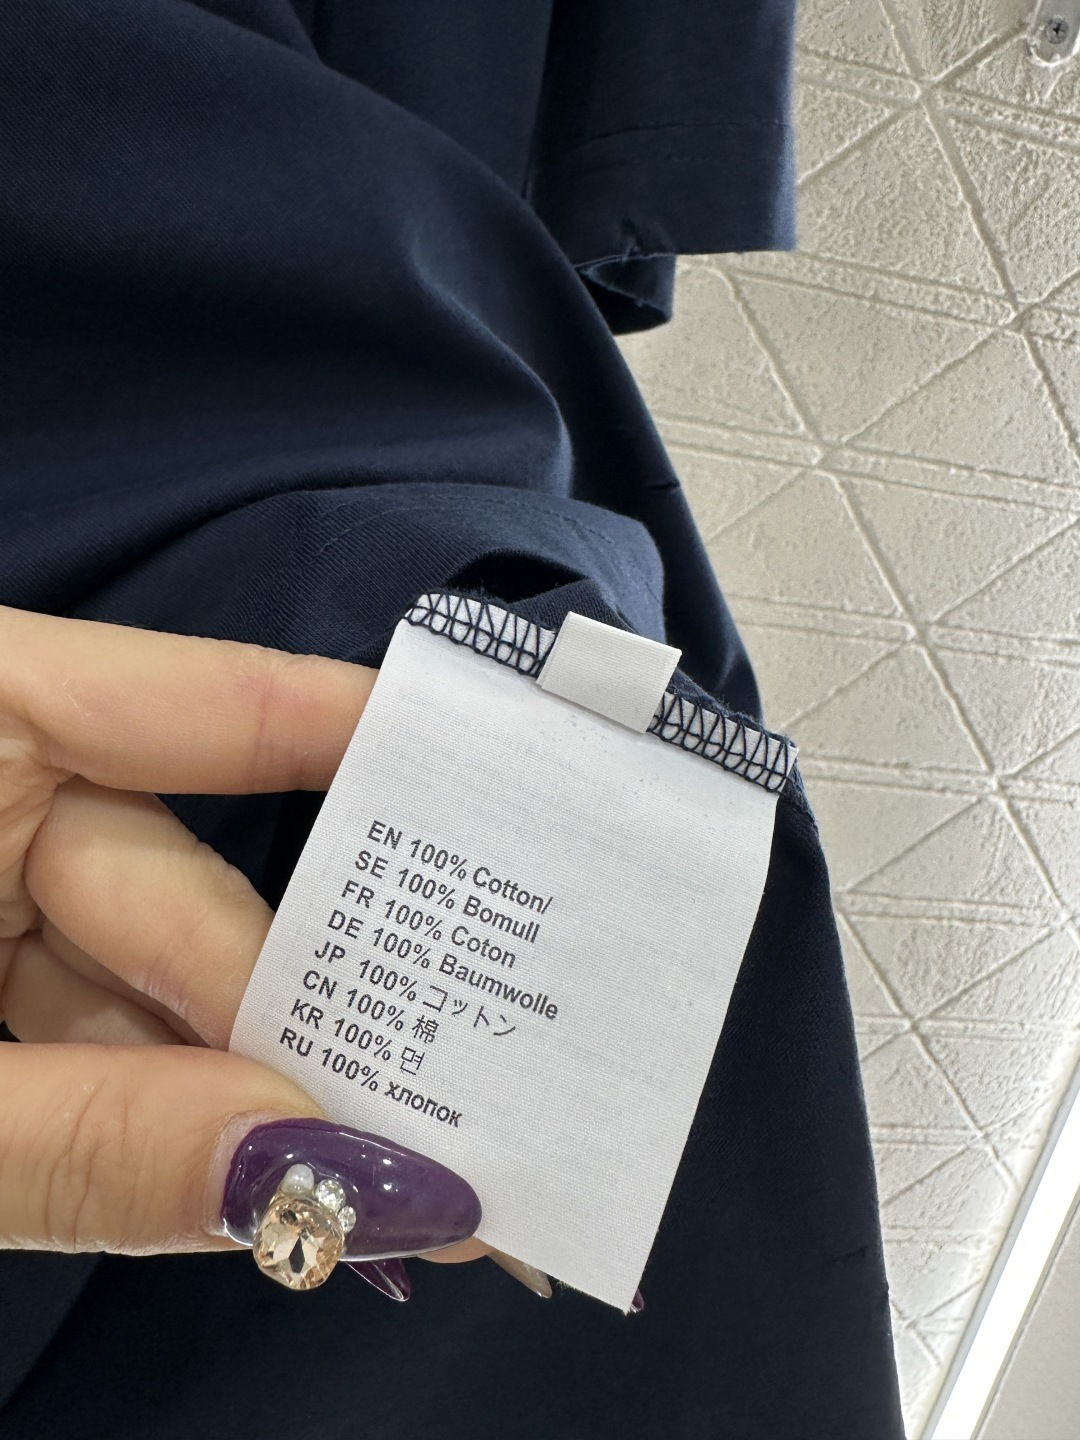 EN 100% Cotton/
SE 100% Bomull
FR 100% Coton
DE 100% Baumwolle
JP 100% コットン
CN 100% 棉
KR 100% 면
RU 100% хлопок